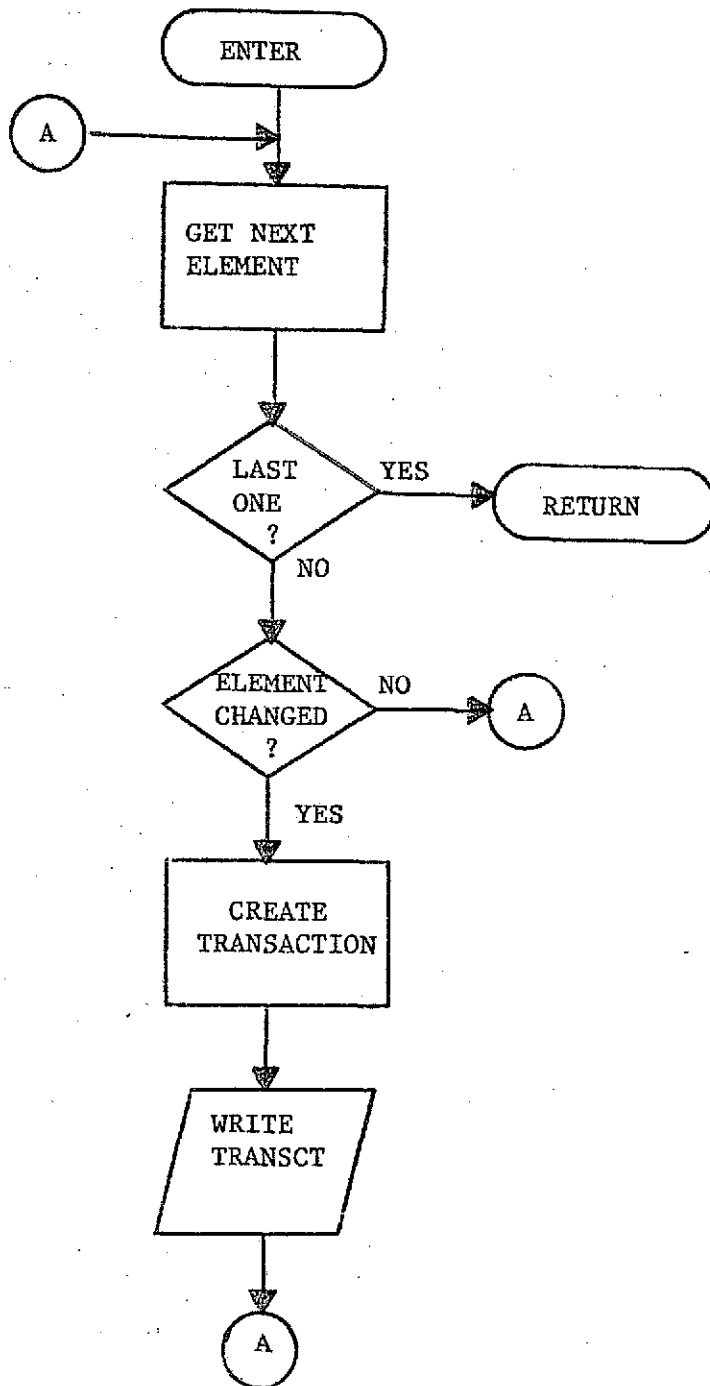 ENTER
A
GET NEXT
ELEMENT
LAST
ONE
?
YES
RETURN
NO
ELEMENT
CHANGED
?
NO
A
YES
CREATE
TRANSACTION
WRITE
TRANSCT
A